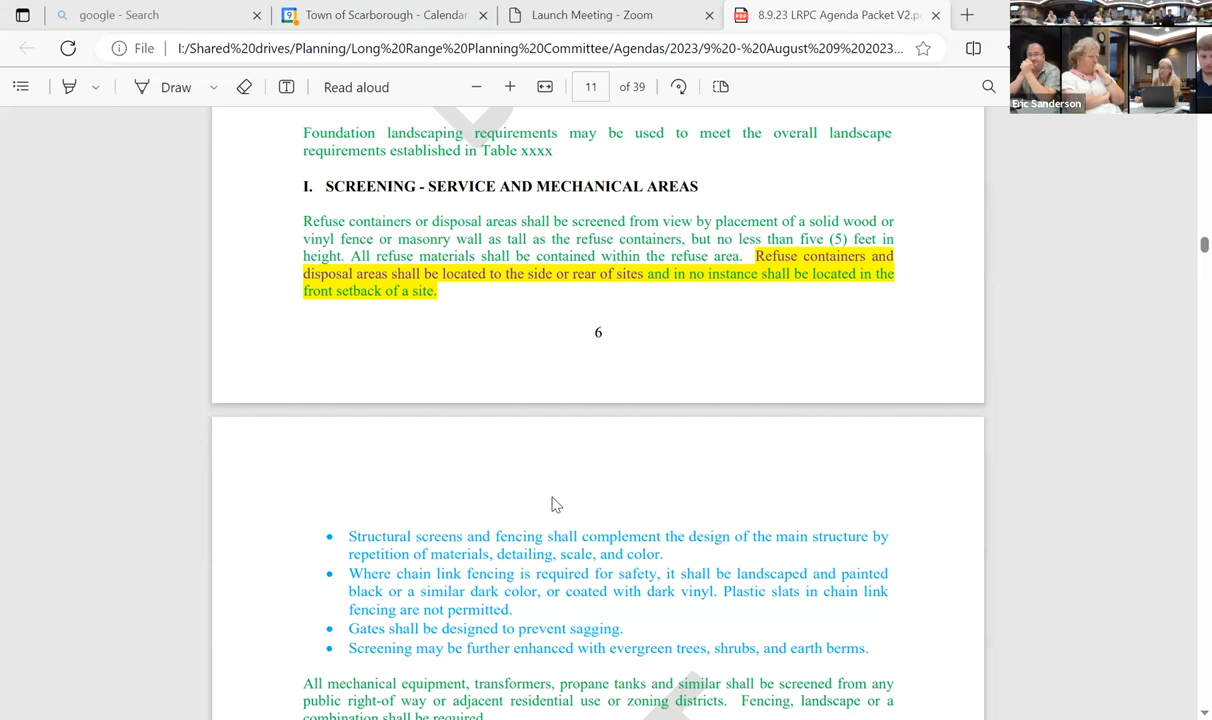 google - Search
Town of Scarborough - Calendar
Launch Meeting - Zoom
8.9.23 LRPC Agenda Packet V2.p
File
I:/Shared%20drives/Planning/Long%20Range%20Planning%20Committee/Agendas/2023/9%20-%20August%209%202023...
Draw
Read aloud
11 of 39
Eric Sanderson
Foundation landscaping requirements may be used to meet the overall landscape
requirements established in Table xxxx
I. SCREENING - SERVICE AND MECHANICAL AREAS
Refuse containers or disposal areas shall be screened from view by placement of a solid wood or
vinyl fence or masonry wall as tall as the refuse containers, but no less than five (5) feet in
height. All refuse materials shall be contained within the refuse area. Refuse containers and
disposal areas shall be located to the side or rear of sites and in no instance shall be located in the
front setback of a site.
6
• Structural screens and fencing shall complement the design of the main structure by
repetition of materials, detailing, scale, and color.
• Where chain link fencing is required for safety, it shall be landscaped and painted
black or a similar dark color, or coated with dark vinyl. Plastic slats in chain link
fencing are not permitted.
• Gates shall be designed to prevent sagging.
• Screening may be further enhanced with evergreen trees, shrubs, and earth berms.
All mechanical equipment, transformers, propane tanks and similar shall be screened from any
public right-of way or adjacent residential use or zoning districts. Fencing, landscape or a
combination shall be required